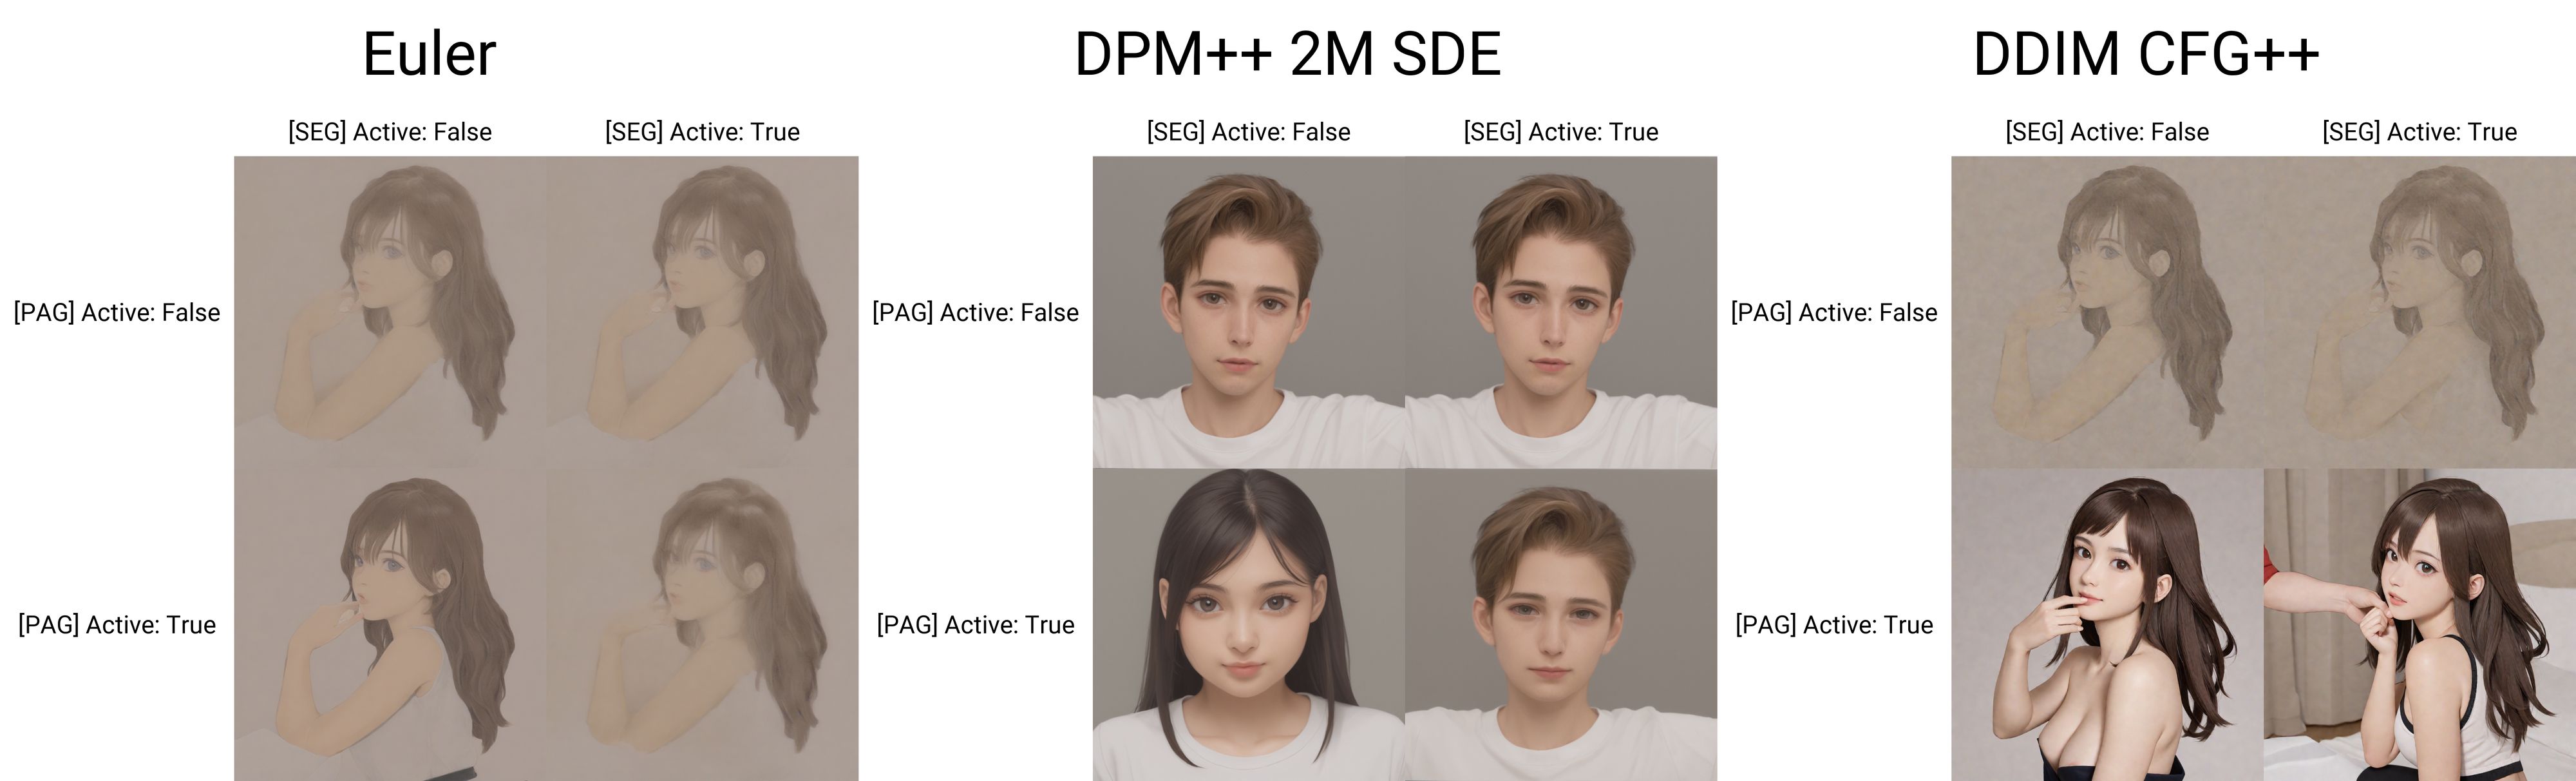 Euler
DPM++ 2M SDE
DDIM CFG++
[SEG] Active: False
[SEG] Active: True
[SEG] Active: False
[SEG] Active: True
[SEG] Active: False
[SEG] Active: True
[PAG] Active: False
[PAG] Active: False
[PAG] Active: False
[PAG] Active: True
[PAG] Active: True
[PAG] Active: True